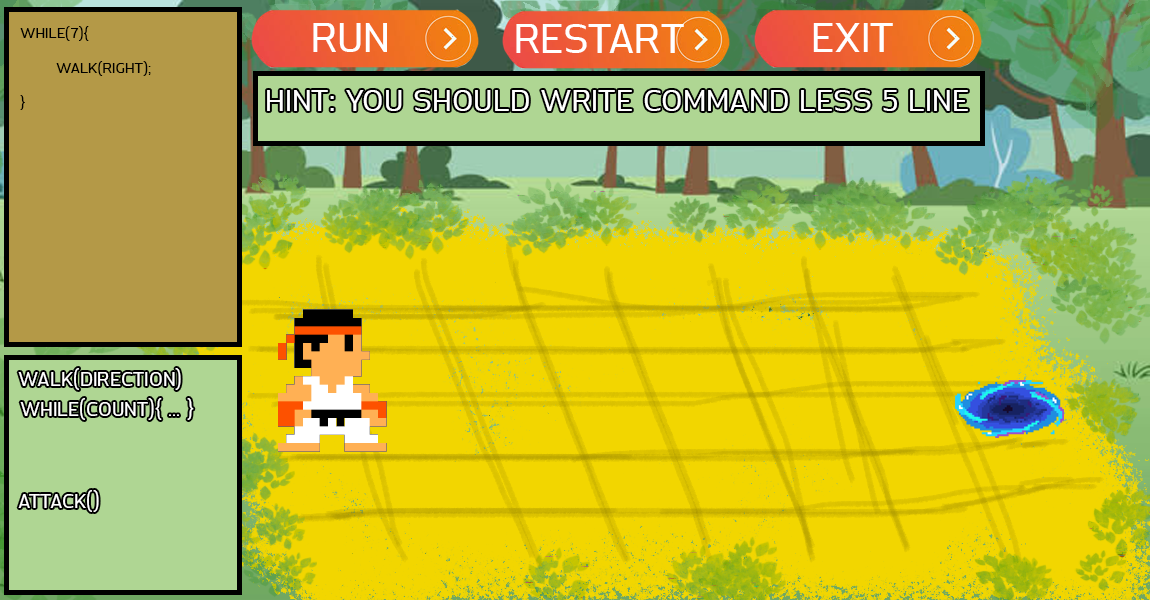 WHILE(7){
WALK(RIGHT);
}
RUN
RESTART
EXIT
HINT: YOU SHOULD WRITE COMMAND LESS 5 LINE
WALK(DIRECTION)
WHILE(COUNT){ ... }
ATTACK()